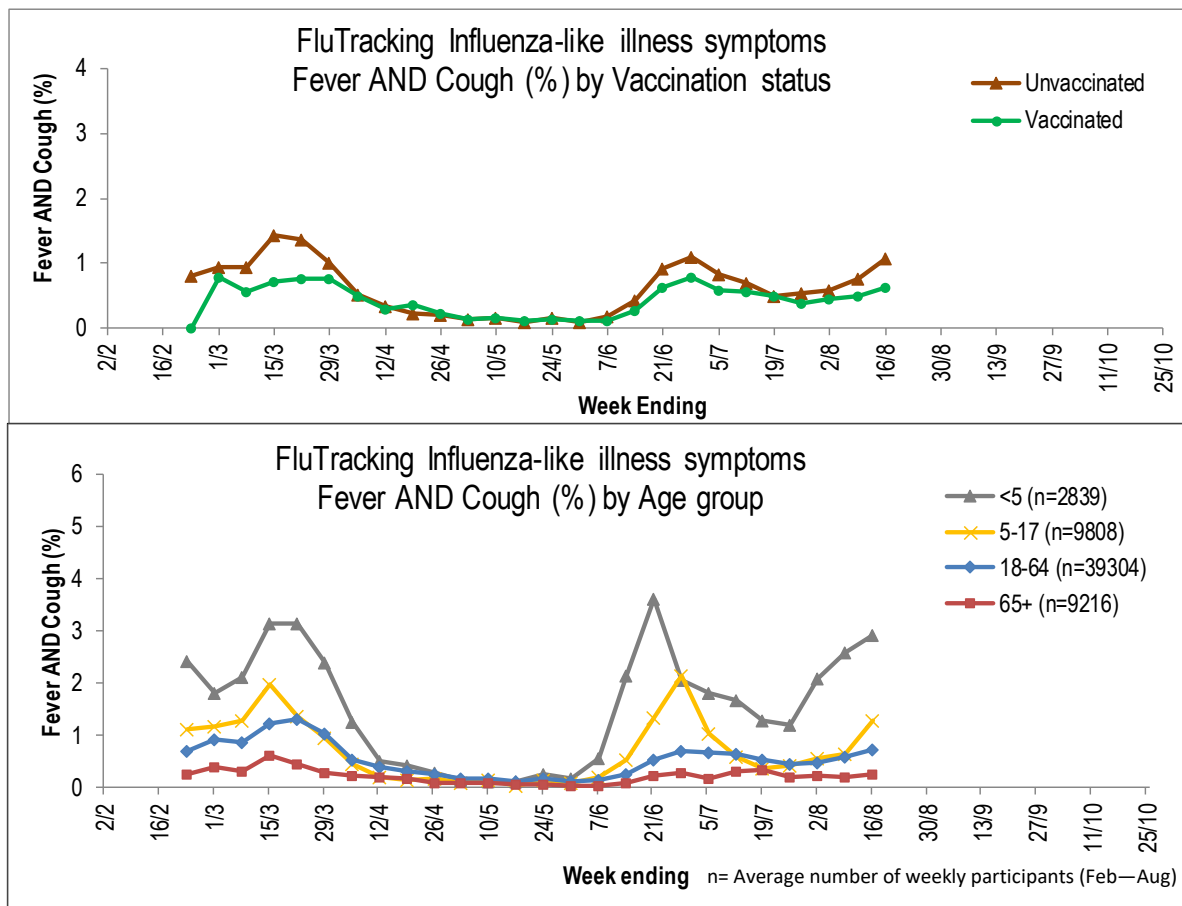 FluTracking Influenza-like illness symptoms
Fever AND Cough (%) by Vaccination status
Unvaccinated
Vaccinated
Fever AND Cough (%)
4
3
2
1
0
2/2 16/2 1/3 15/3 29/3 12/4 26/4 10/5 24/5 7/6 21/6 5/7 19/7 2/8 16/8 30/8 13/9 27/9 11/10 25/10
Week Ending
FluTracking Influenza-like illness symptoms
Fever AND Cough (%) by Age group
<5 (n=2839)
5-17 (n=9808)
18-64 (n=39304)
65+ (n=9216)
Fever AND Cough (%)
6
5
4
3
2
1
0
2/2 16/2 1/3 15/3 29/3 12/4 26/4 10/5 24/5 7/6 21/6 5/7 19/7 2/8 16/8 30/8 13/9 27/9 11/10 25/10
Week ending n= Average number of weekly participants (Feb—Aug)